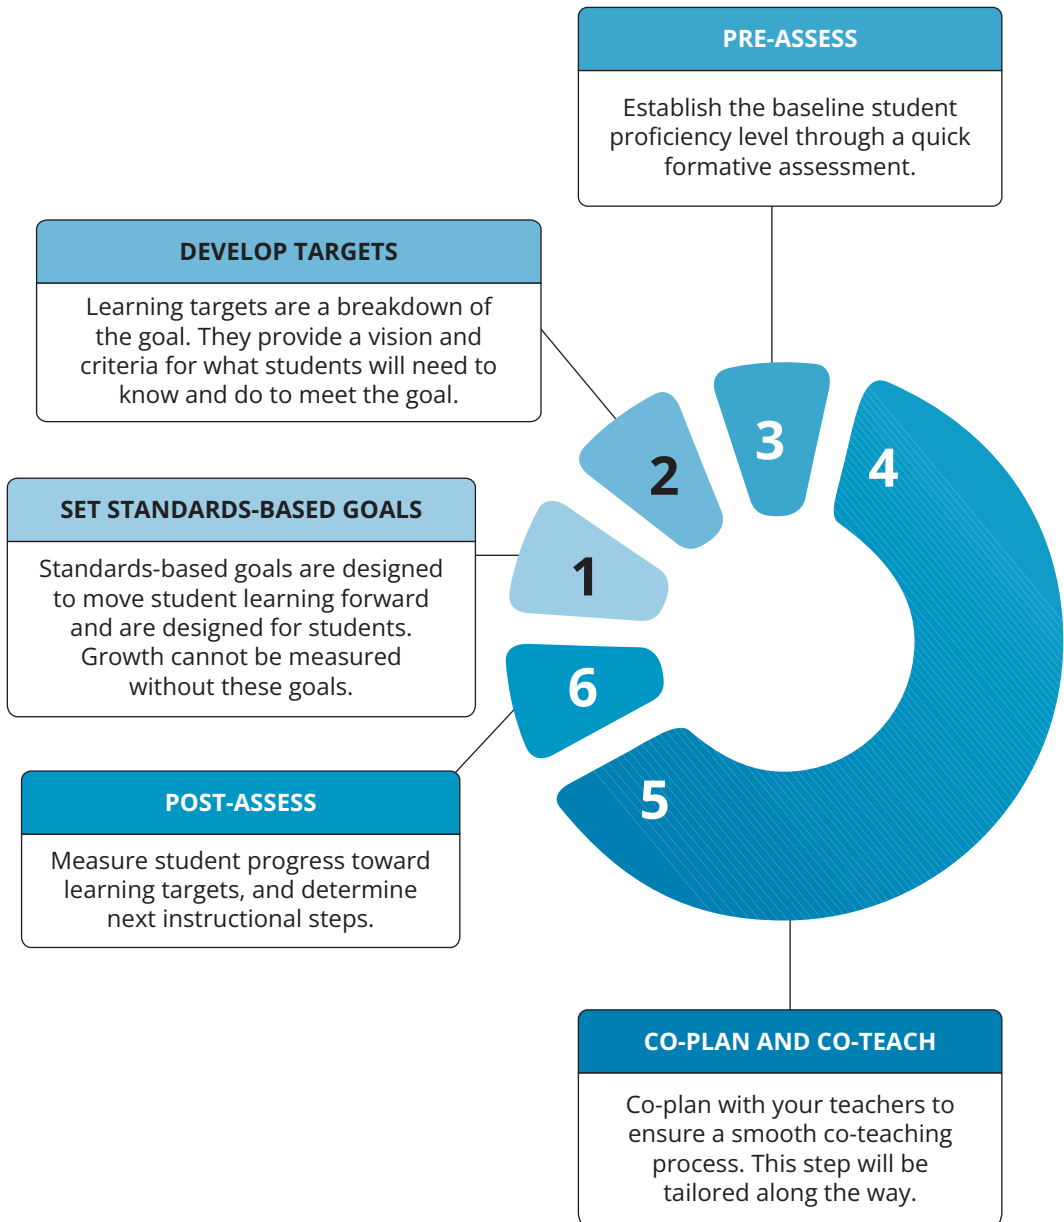 PRE-ASSESS
Establish the baseline student
proficiency level through a quick
formative assessment.
DEVELOP TARGETS
Learning targets are a breakdown of
the goal. They provide a vision and
criteria for what students will need to
know and do to meet the goal.
SET STANDARDS-BASED GOALS
Standards-based goals are designed
to move student learning forward
and are designed for students.
Growth cannot be measured
without these goals.
POST-ASSESS
Measure student progress toward
learning targets, and determine
next instructional steps.
1
2
3
4
5
6
CO-PLAN AND CO-TEACH
Co-plan with your teachers to
ensure a smooth co-teaching
process. This step will be
tailored along the way.